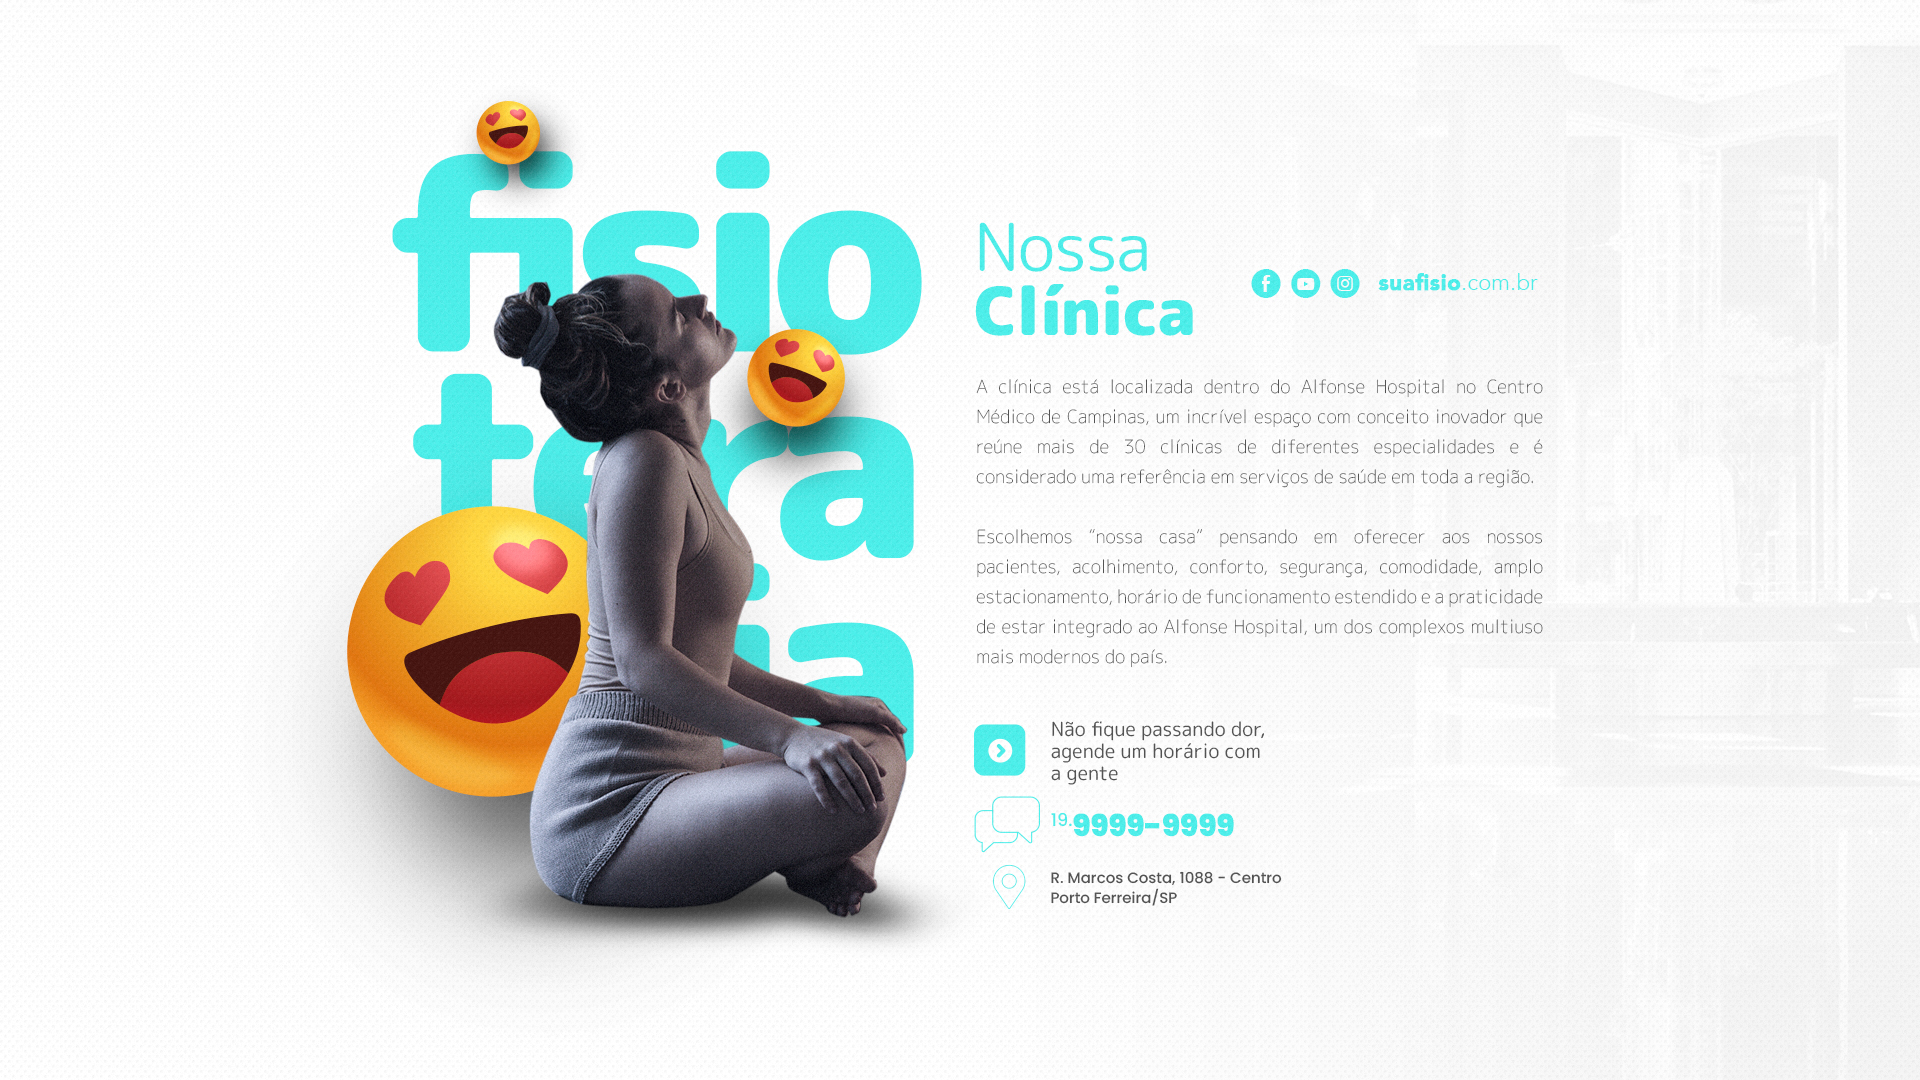 fisio
tera
pia
Nossa
Clínica
suafisio.com.br
A clínica está localizada dentro do Alfonse Hospital no Centro
Médico de Campinas, um incrível espaço com conceito inovador que
reúne mais de 30 clínicas de diferentes especialidades e é
considerado uma referência em serviços de saúde em toda a região.
Escolhemos “nossa casa” pensando em oferecer aos nossos
pacientes, acolhimento, conforto, segurança, comodidade, amplo
estacionamento, horário de funcionamento estendido e a praticidade
de estar integrado ao Alfonse Hospital, um dos complexos multiuso
mais modernos do país.
Não fique passando dor,
agende um horário com
a gente
19.9999-9999
R. Marcos Costa, 1088 - Centro
Porto Ferreira/SP